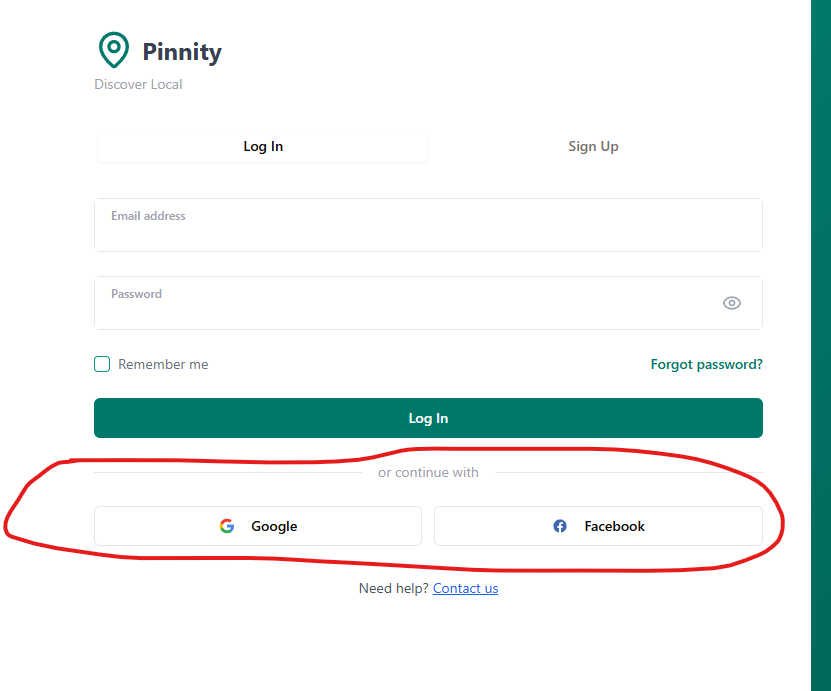 Pinnity
Discover Local
Log In Sign Up
Email address
Password
Remember me Forgot password?
Log In
or continue with
Google Facebook
Need help? Contact us